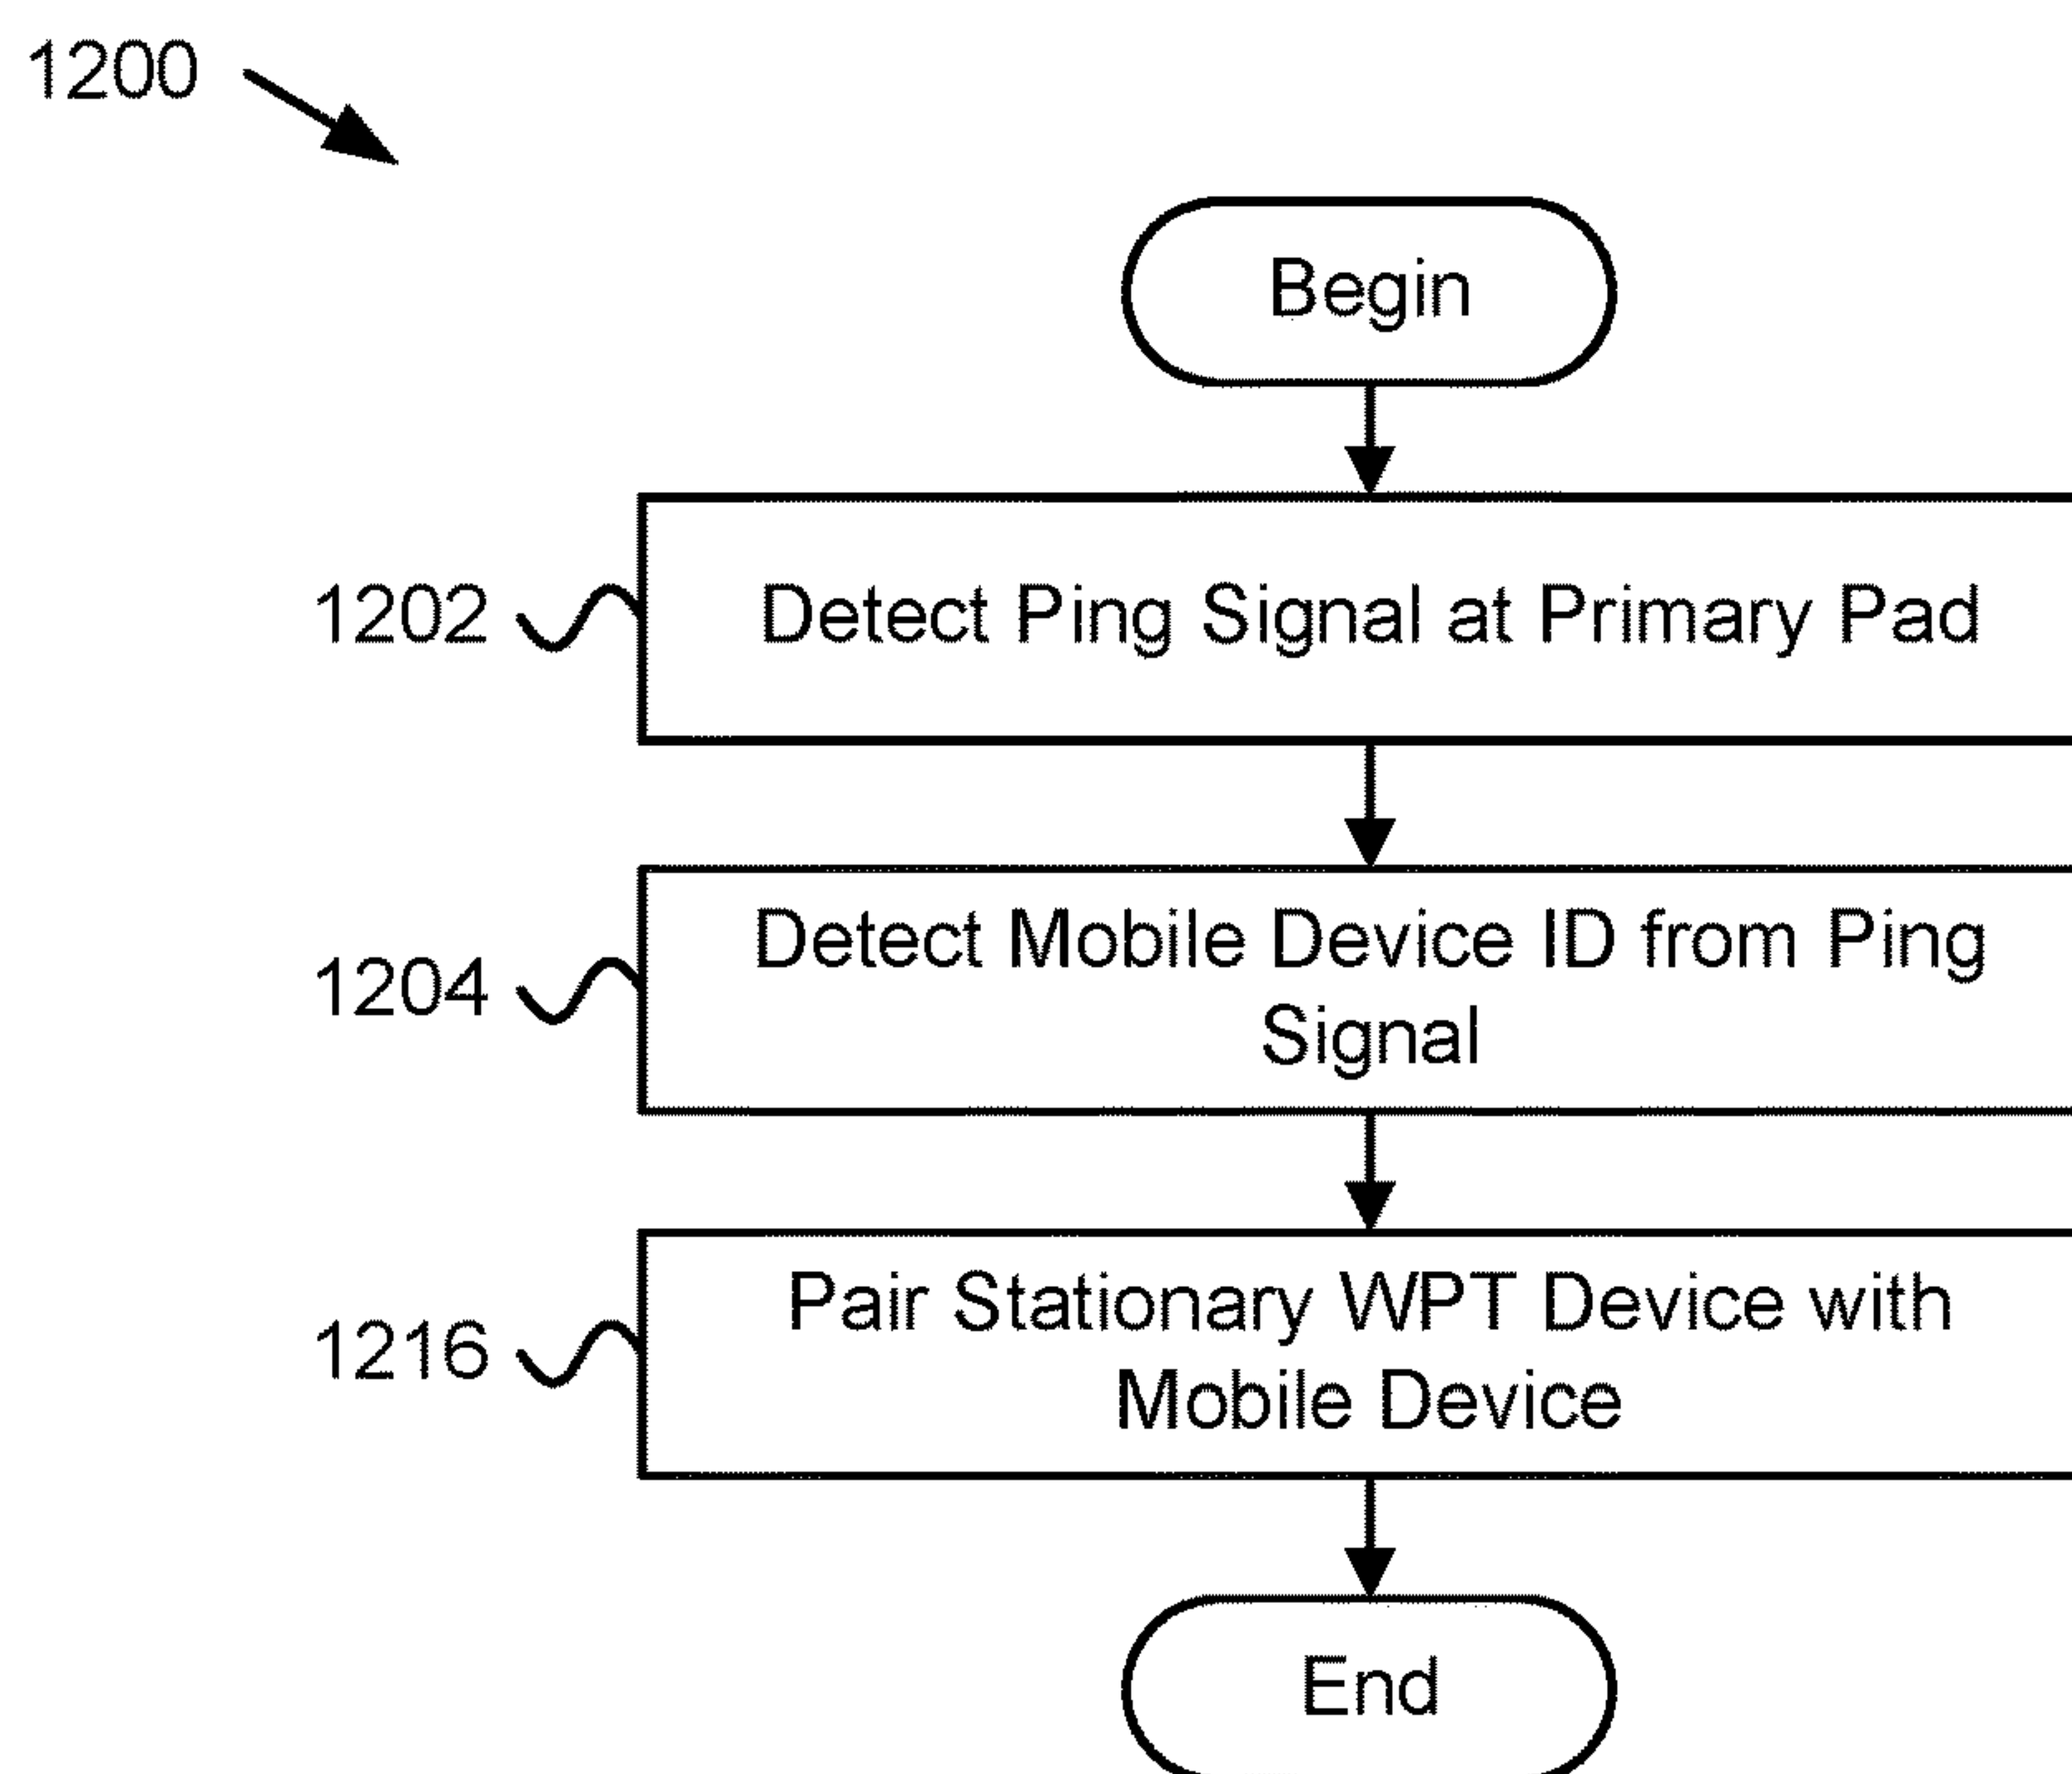 1200
Begin
1202
Detect Ping Signal at Primary Pad
1204
Detect Mobile Device ID from Ping
Signal
1216
Pair Stationary WPT Device with
Mobile Device
End